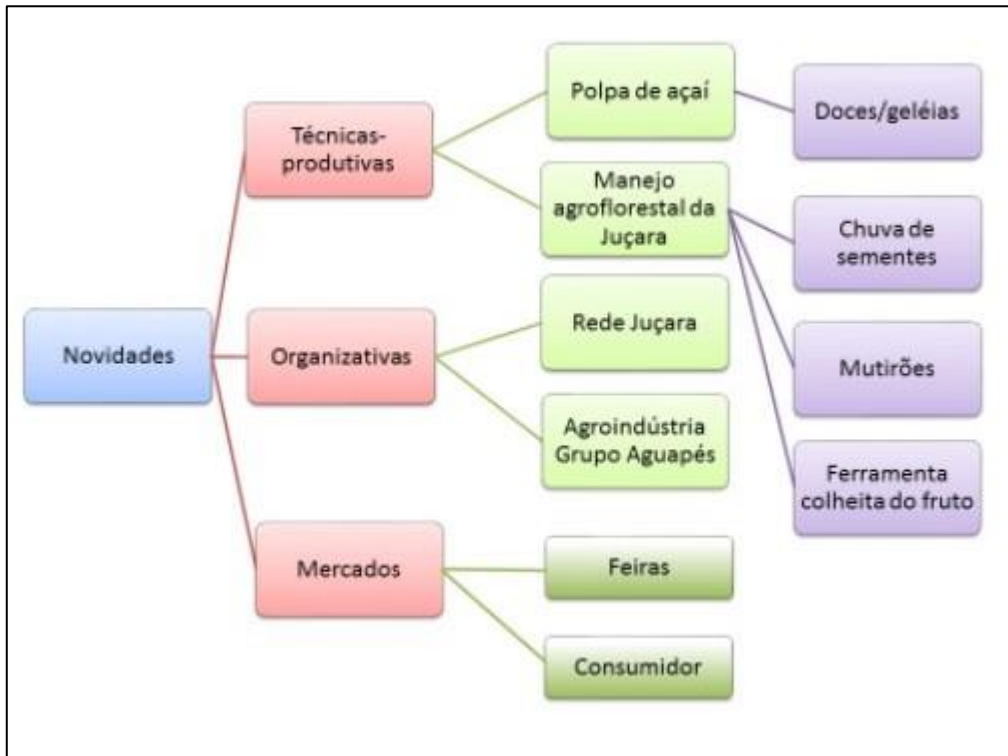 Novidades
Técnicas-
produtivas
Organizativas
Mercados
Polpa de açaí
Manejo
agroflorestal da
Juçara
Rede Juçara
Agroindústria
Grupo Aguapés
Feiras
Consumidor
Doces/geléias
Chuva de
sementes
Mutirões
Ferramenta
colheita do fruto